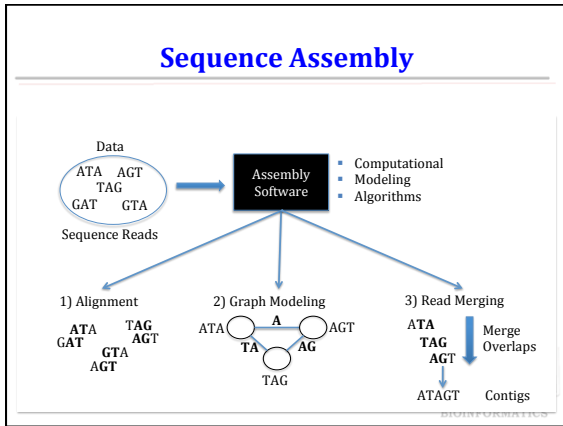 Sequence Assembly
Data
ATA AGT
TAG
GAT GTA
Sequence Reads
Assembly
Software
▪ Computational
▪ Modeling
▪ Algorithms
1) Alignment
ATA TAG
GAT AGT
GTA
AGT
2) Graph Modeling
A
ATA AGT
TA AG
TAG
3) Read Merging
ATA
TAG
AGT
Merge
Overlaps
ATAGT Contigs
BIOINFORMATICS